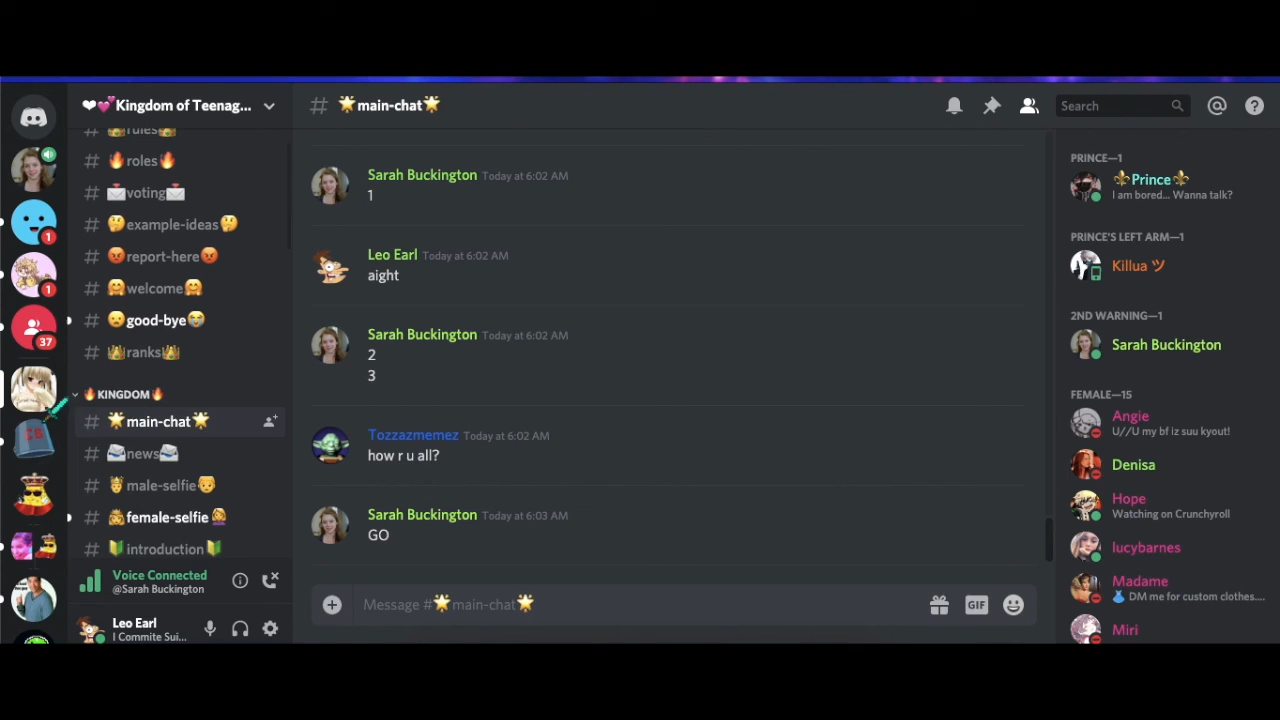 ❤💕Kingdom of Teenag...
👑rules👑
🔥roles🔥
📩voting📩
🤔example-ideas🤔
😡report-here😡
🤗welcome🤗
😦good-bye😭
👑ranks👑
🔥KINGDOM🔥
🌟main-chat🌟
📨news📨
🤴male-selfie👨
👸female-selfie👩
🔰introduction🔰
Voice Connected
@Sarah Buckington
Leo Earl
I Commite Sui...
1
1
37
CB
# 🌟main-chat🌟
Search
Sarah Buckington Today at 6:02 AM
1
Leo Earl Today at 6:02 AM
aight
Sarah Buckington Today at 6:02 AM
2
3
Tozzazmemez Today at 6:02 AM
how r u all?
Sarah Buckington Today at 6:03 AM
GO
Message #🌟main-chat🌟
GIF
PRINCE—1
⚜Prince⚜
I am bored... Wanna talk?
PRINCE'S LEFT ARM—1
Killua ツ
2ND WARNING—1
Sarah Buckington
FEMALE—15
Angie
U//U my bf iz suu kyout!
Denisa
Hope
Watching on Crunchyroll
lucybarnes
Madame
👗 DM me for custom clothes....
Miri